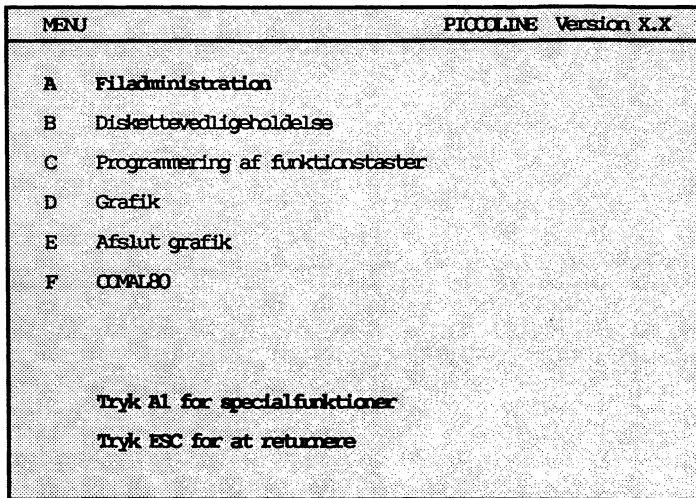 MENU PICCOLINE Version X.X
A Filadministration
B Diskettevedligeholdelse
C Programmering af funktionstaster
D Grafik
E Afslut grafik
F COMAL80
Tryk A1 for specialfunktioner
Tryk ESC for at returnere